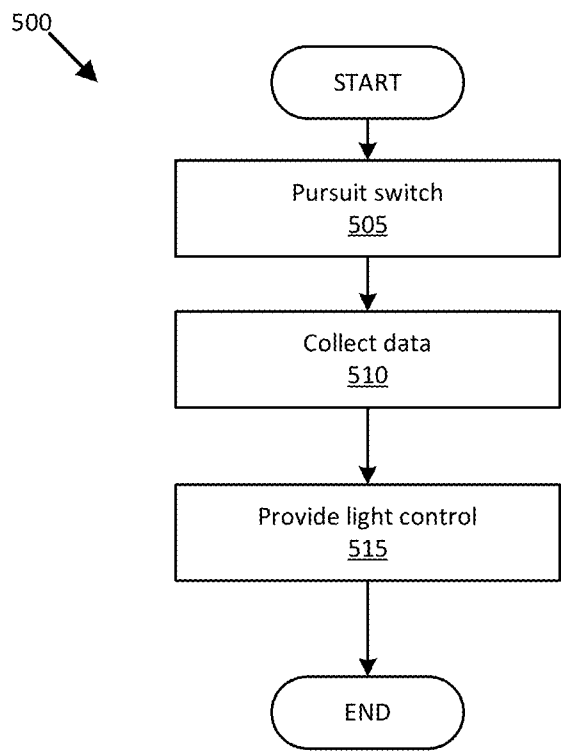 500
START
Pursuit switch
505
Collect data
510
Provide light control
515
END